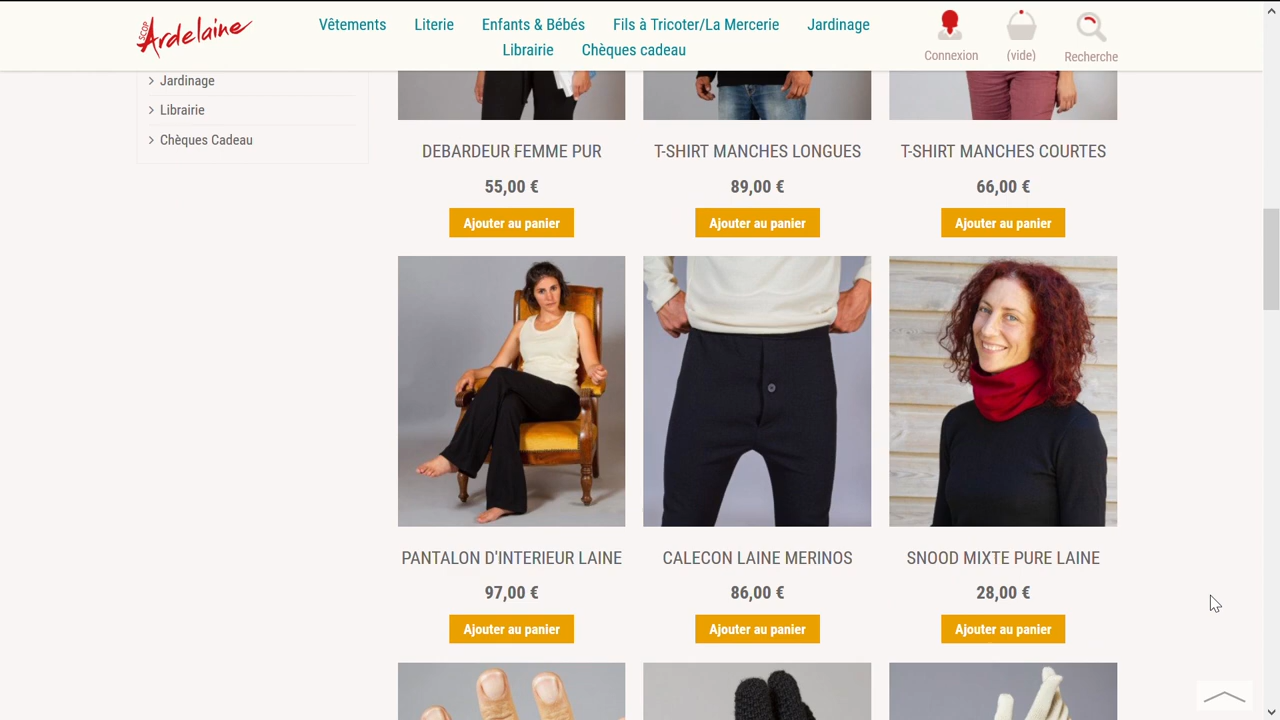 SCOP
Ardelaine
Vêtements Literie Enfants & Bébés Fils à Tricoter/La Mercerie Jardinage
Librairie Chèques cadeau
Connexion (vide) Recherche
Jardinage
Librairie
Chèques Cadeau
DEBARDEUR FEMME PUR T-SHIRT MANCHES LONGUES T-SHIRT MANCHES COURTES
55,00 € 89,00 € 66,00 €
Ajouter au panier Ajouter au panier Ajouter au panier
PANTALON D'INTERIEUR LAINE CALECON LAINE MERINOS SNOOD MIXTE PURE LAINE
97,00 € 86,00 € 28,00 €
Ajouter au panier Ajouter au panier Ajouter au panier